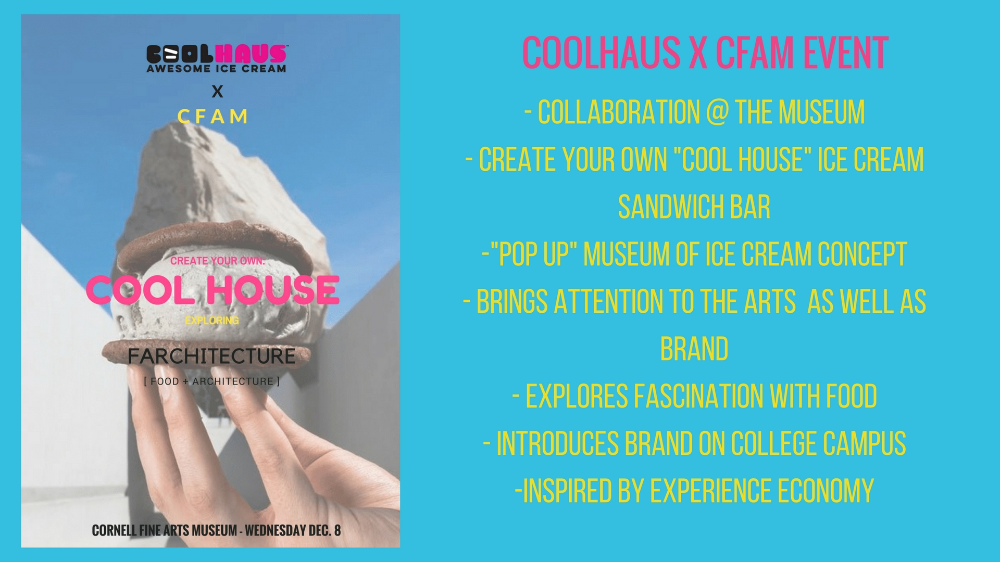 COOLHAUS™
AWESOME ICE CREAM
X
CFAM
CREATE YOUR OWN:
COOL HOUSE
EXPLORING
FARCHITECTURE
[ FOOD + ARCHITECTURE ]
CORNELL FINE ARTS MUSEUM - WEDNESDAY DEC. 8
COOLHAUS X CFAM EVENT
- COLLABORATION @ THE MUSEUM
- CREATE YOUR OWN "COOL HOUSE" ICE CREAM
SANDWICH BAR
-"POP UP" MUSEUM OF ICE CREAM CONCEPT
- BRINGS ATTENTION TO THE ARTS AS WELL AS
BRAND
- EXPLORES FASCINATION WITH FOOD
- INTRODUCES BRAND ON COLLEGE CAMPUS
-INSPIRED BY EXPERIENCE ECONOMY